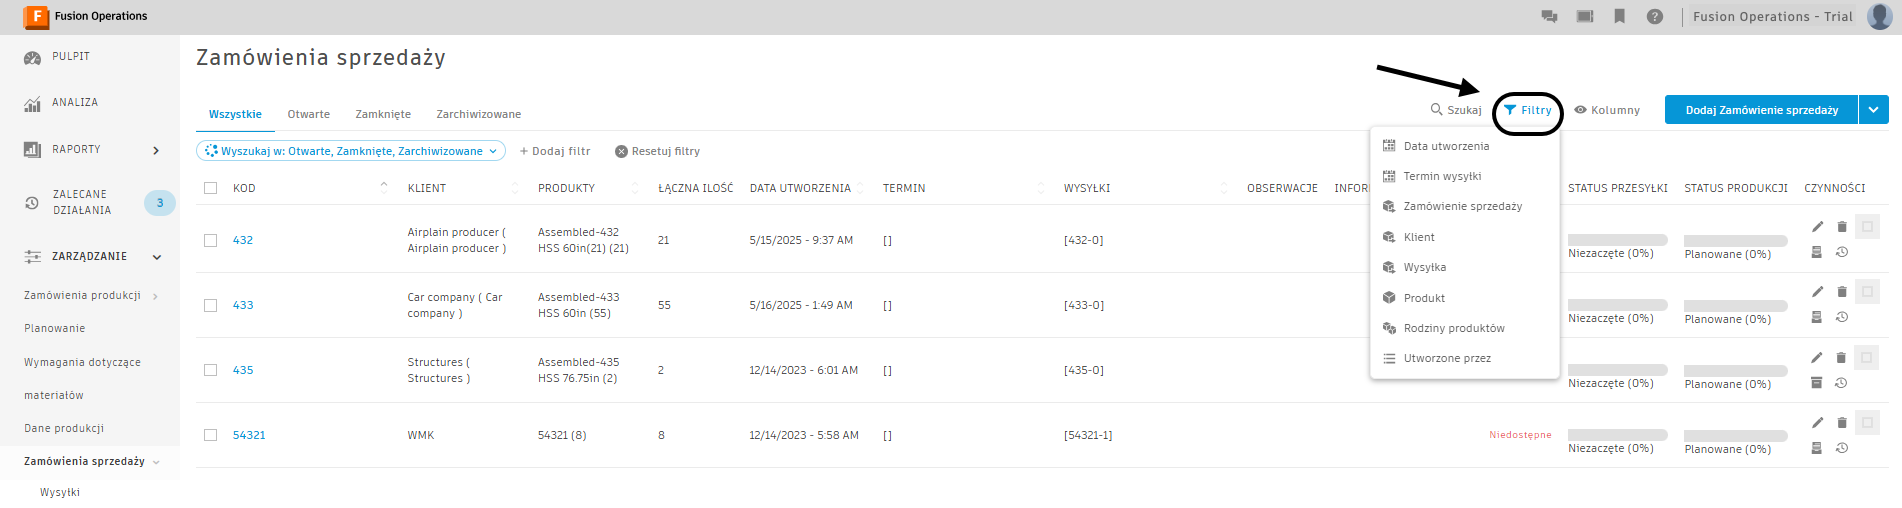 Fusion Operations
Fusion Operations - Trial
PULPIT
ANALIZA
RAPORTY
ZALECANE
DZIAŁANIA
3
ZARZĄDZANIE
Zamówienia produkcji
Planowanie
Wymagania dotyczące
materiałów
Dane produkcji
Zamówienia sprzedaży
Wysyłki
Zamówienia sprzedaży
Wszystkie Otwarte Zamknięte Zarchiwizowane
Szukaj Filtry Kolumny Dodaj Zamówienie sprzedaży
Wyszukaj w: Otwarte, Zamknięte, Zarchiwizowane + Dodaj filtr Resetuj filtry
Data utworzenia
Termin wysyłki
Zamówienie sprzedaży
Klient
Wysyłka
Produkt
Rodziny produktów
Utworzone przez
KOD KLIENT PRODUKTY ŁĄCZNA ILOŚĆ DATA UTWORZENIA TERMIN WYSYŁKI OBSERWACJE INFOR STATUS PRZESYŁKI STATUS PRODUKCJI CZYNNOŚCI
432 Airplain producer ( Airplain producer ) Assembled-432 HSS 60in(21) (21) 21 5/15/2025 - 9:37 AM [] [432-0] Niezaczęte (0%) Planowane (0%)
433 Car company ( Car company ) Assembled-433 HSS 60in (55) 55 5/16/2025 - 1:49 AM [] [433-0] Niezaczęte (0%) Planowane (0%)
435 Structures ( Structures ) Assembled-435 HSS 76.75in (2) 2 12/14/2023 - 6:01 AM [] [435-0] Niezaczęte (0%) Planowane (0%)
54321 WMK 54321 (8) 8 12/14/2023 - 5:58 AM [] [54321-1] Niedostępne Niezaczęte (0%) Planowane (0%)